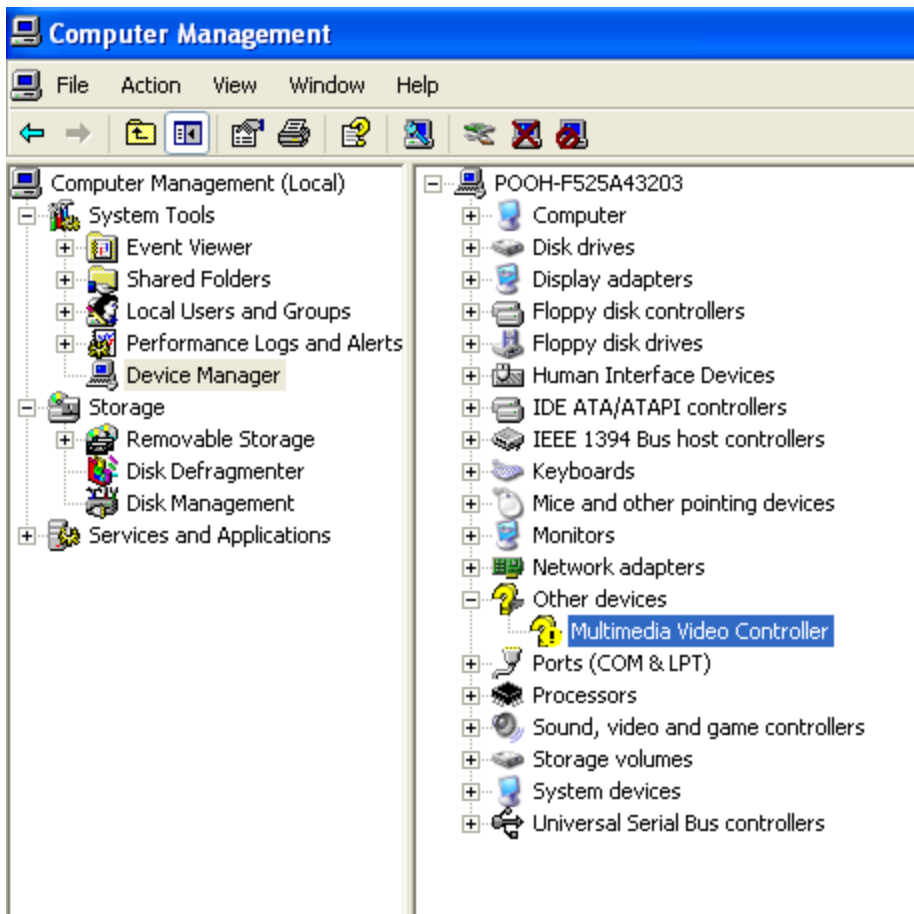 Computer Management
File Action View Window Help
Computer Management (Local)
System Tools
Event Viewer
Shared Folders
Local Users and Groups
Performance Logs and Alerts
Device Manager
Storage
Removable Storage
Disk Defragmenter
Disk Management
Services and Applications
POOH-F525A43203
Computer
Disk drives
Display adapters
Floppy disk controllers
Floppy disk drives
Human Interface Devices
IDE ATA/ATAPI controllers
IEEE 1394 Bus host controllers
Keyboards
Mice and other pointing devices
Monitors
Network adapters
Other devices
Multimedia Video Controller
Ports (COM & LPT)
Processors
Sound, video and game controllers
Storage volumes
System devices
Universal Serial Bus controllers